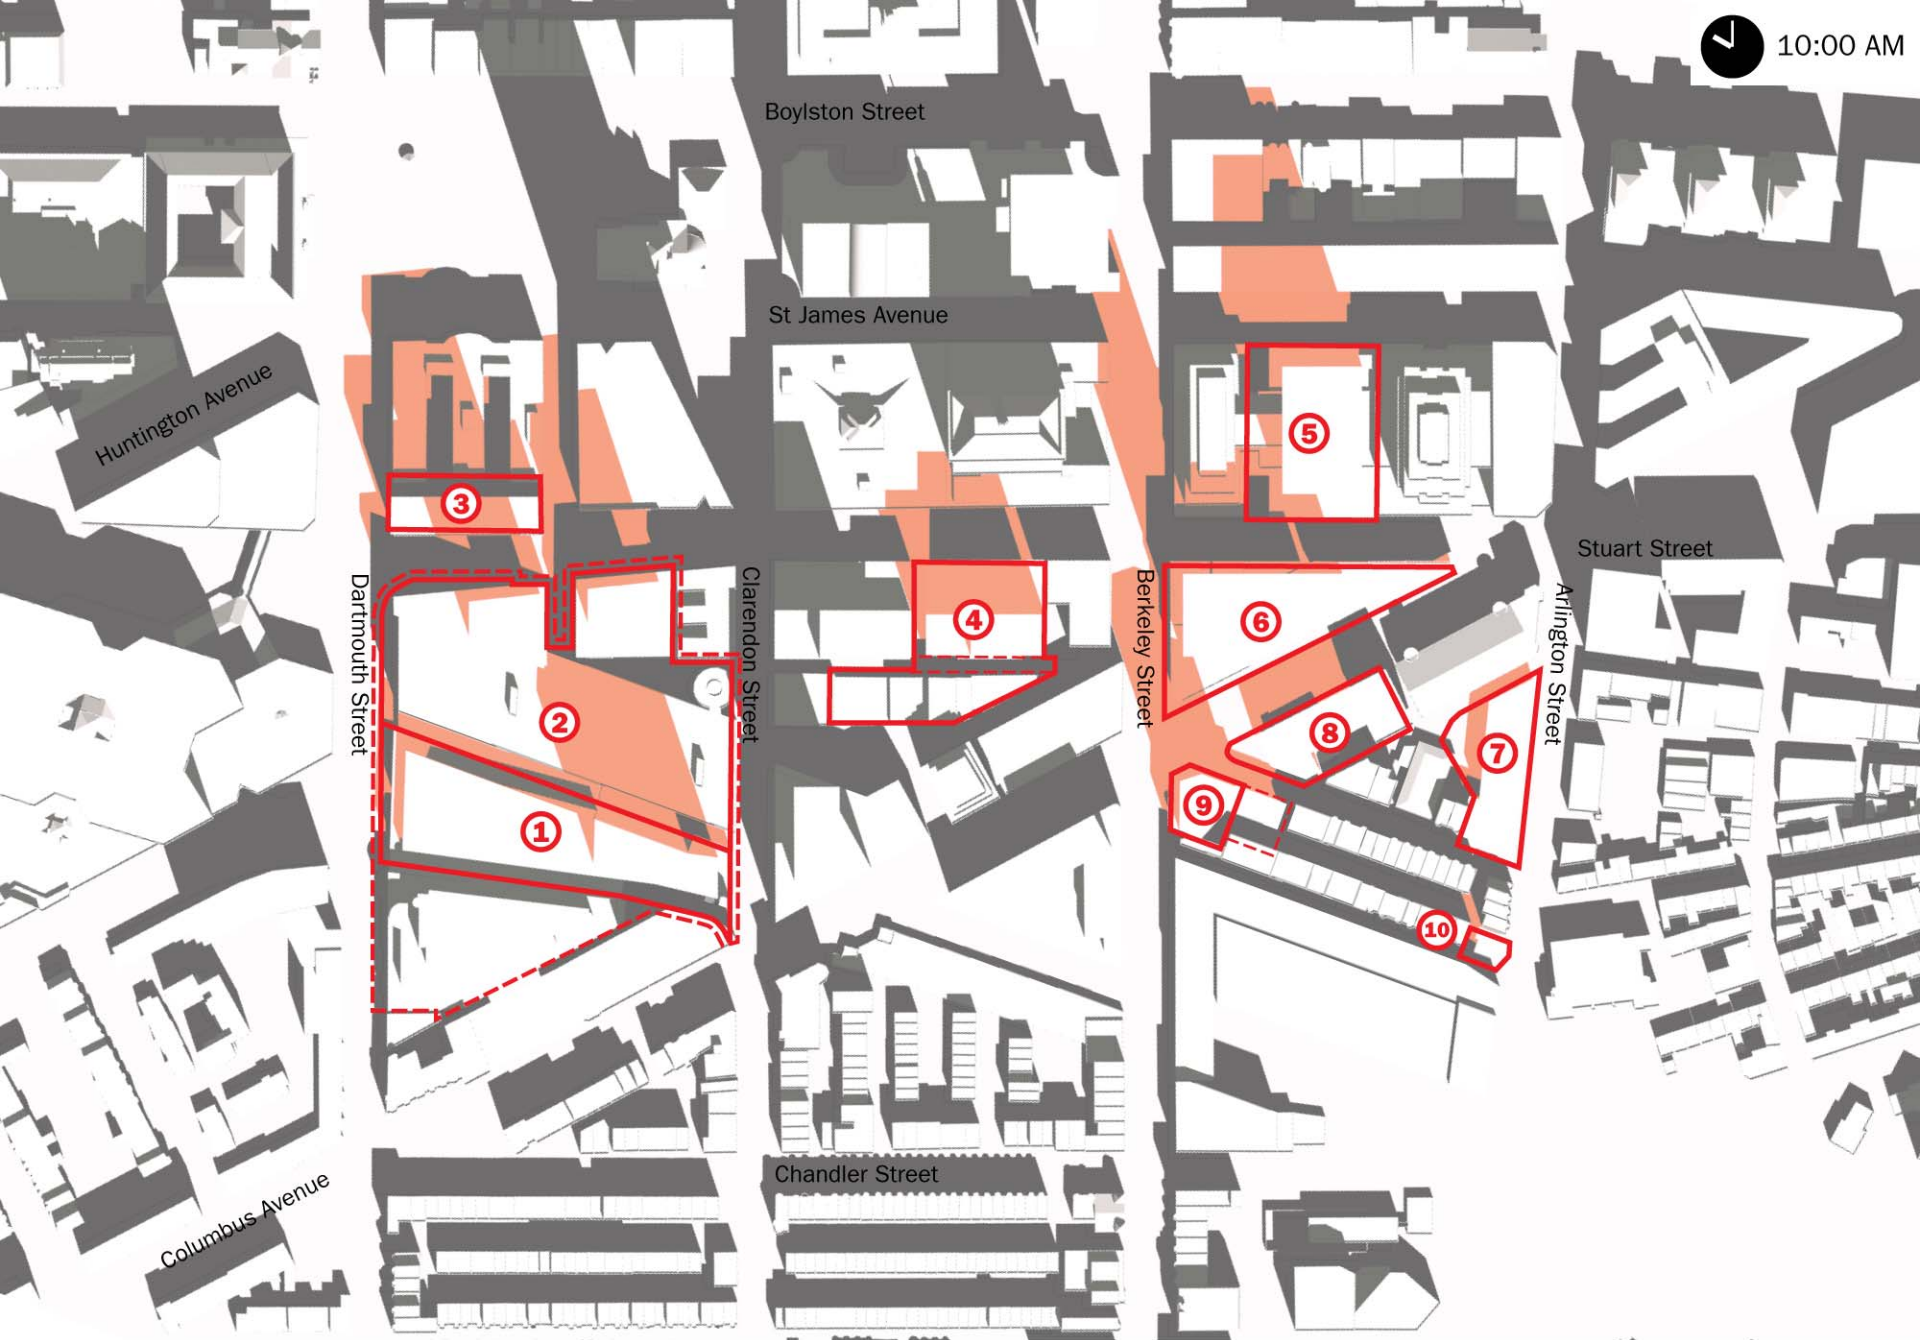 10:00 AM
Boylston Street
St James Avenue
Huntington Avenue
5
3
Stuart Street
Dartmouth Street
Clarendon Street
Berkeley Street
Arlington Street
4
6
2
8
7
9
1
10
Chandler Street
Columbus Avenue